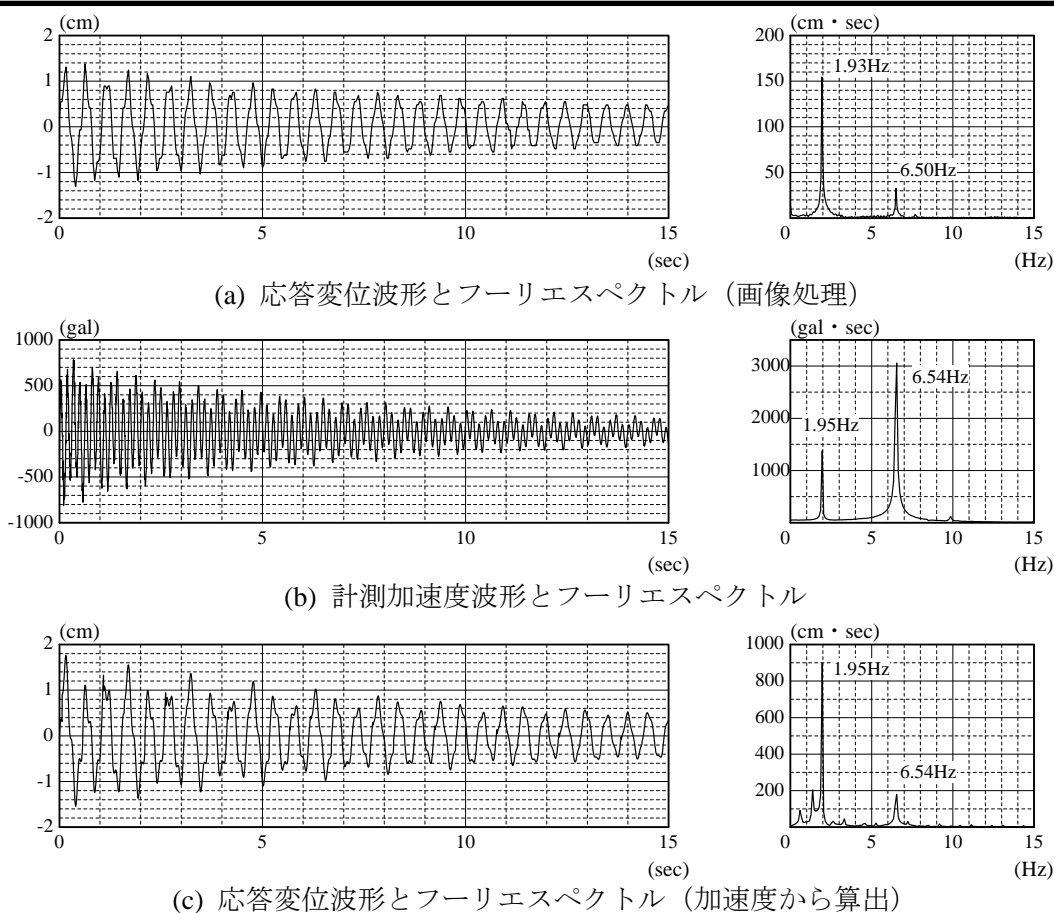 (cm)
2
1
0
-1
-2
0 5 10 15
(sec)
(cm・sec)
200
150
100
50
1.93Hz
6.50Hz
0 5 10 15
(Hz)
(a) 応答変位波形とフーリエスペクトル（画像処理）
(gal)
1000
500
0
-500
-1000
0 5 10 15
(sec)
(gal・sec)
3000
2000
1000
6.54Hz
1.95Hz
0 5 10 15
(Hz)
(b) 計測加速度波形とフーリエスペクトル
(cm)
2
1
0
-1
-2
0 5 10 15
(sec)
(cm・sec)
1000
800
600
400
200
1.95Hz
6.54Hz
0 5 10 15
(Hz)
(c) 応答変位波形とフーリエスペクトル（加速度から算出）